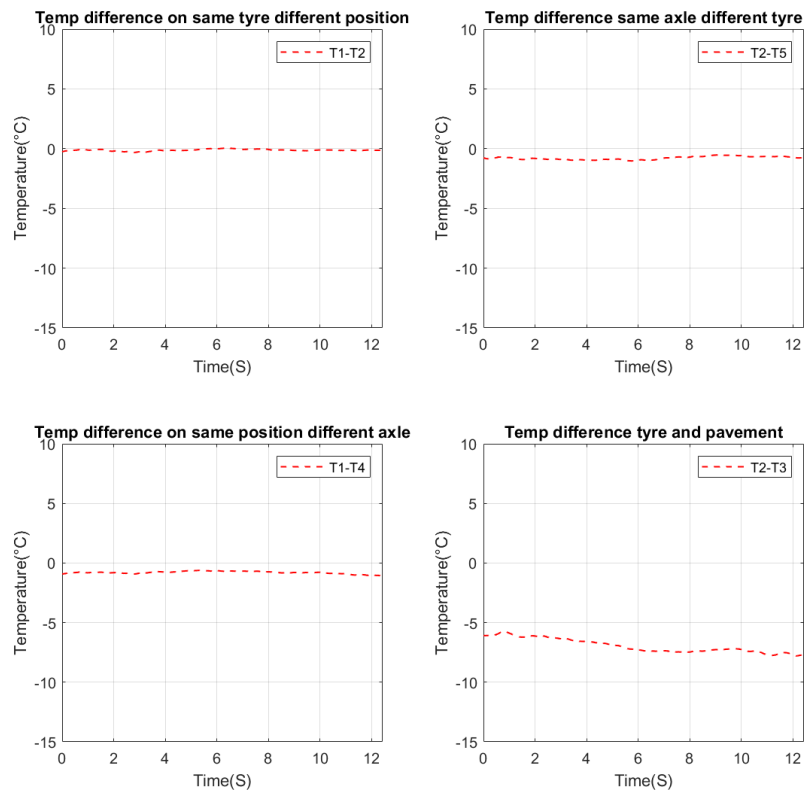 Temp difference on same tyre different position
T1-T2
Temperature(°C)
10
5
0
-5
-10
-15
0 2 4 6 8 10 12
Time(S)
Temp difference same axle different tyre
T2-T5
Temperature(°C)
10
5
0
-5
-10
-15
0 2 4 6 8 10 12
Time(S)
Temp difference on same position different axle
T1-T4
Temperature(°C)
10
5
0
-5
-10
-15
0 2 4 6 8 10 12
Time(S)
Temp difference tyre and pavement
T2-T3
Temperature(°C)
10
5
0
-5
-10
-15
0 2 4 6 8 10 12
Time(S)